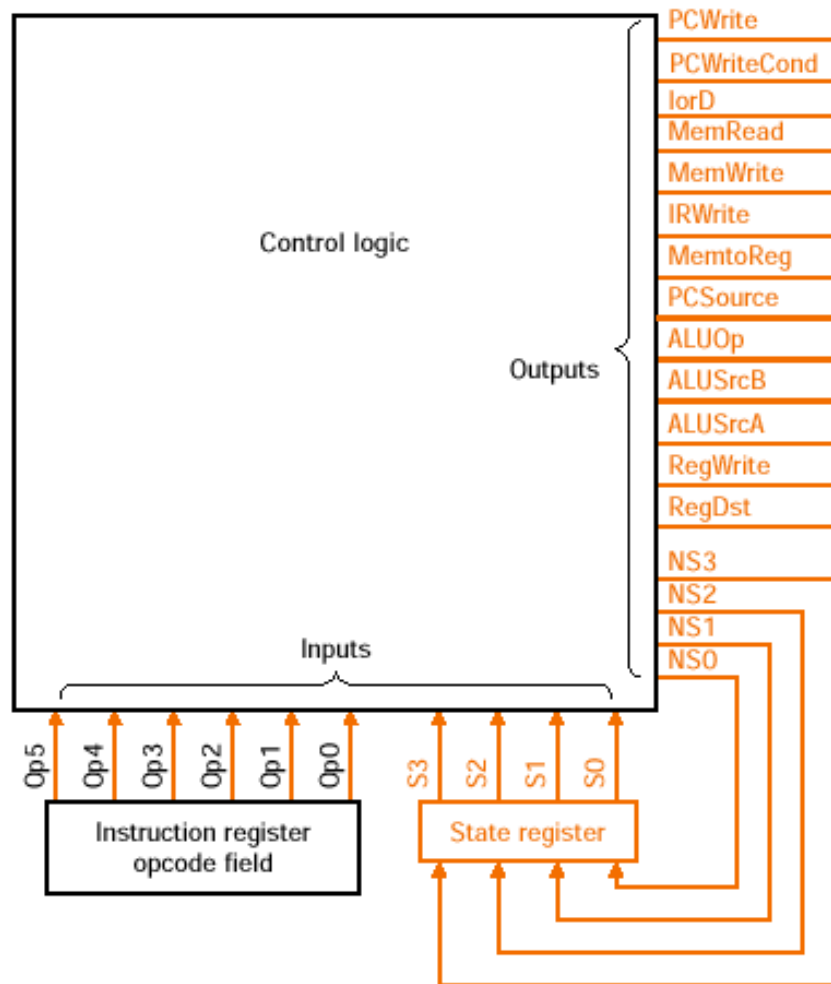 PCWrite
PCWriteCond
IorD
MemRead
MemWrite
IRWrite
Control logic
MemtoReg
PCSource
ALUOp
Outputs
ALUSrcB
ALUSrcA
RegWrite
RegDst
NS3
NS2
NS1
Inputs
NS0
Op5
Op4
Op3
Op2
Op1
Op0
S3
S2
S1
S0
Instruction register
opcode field
State register